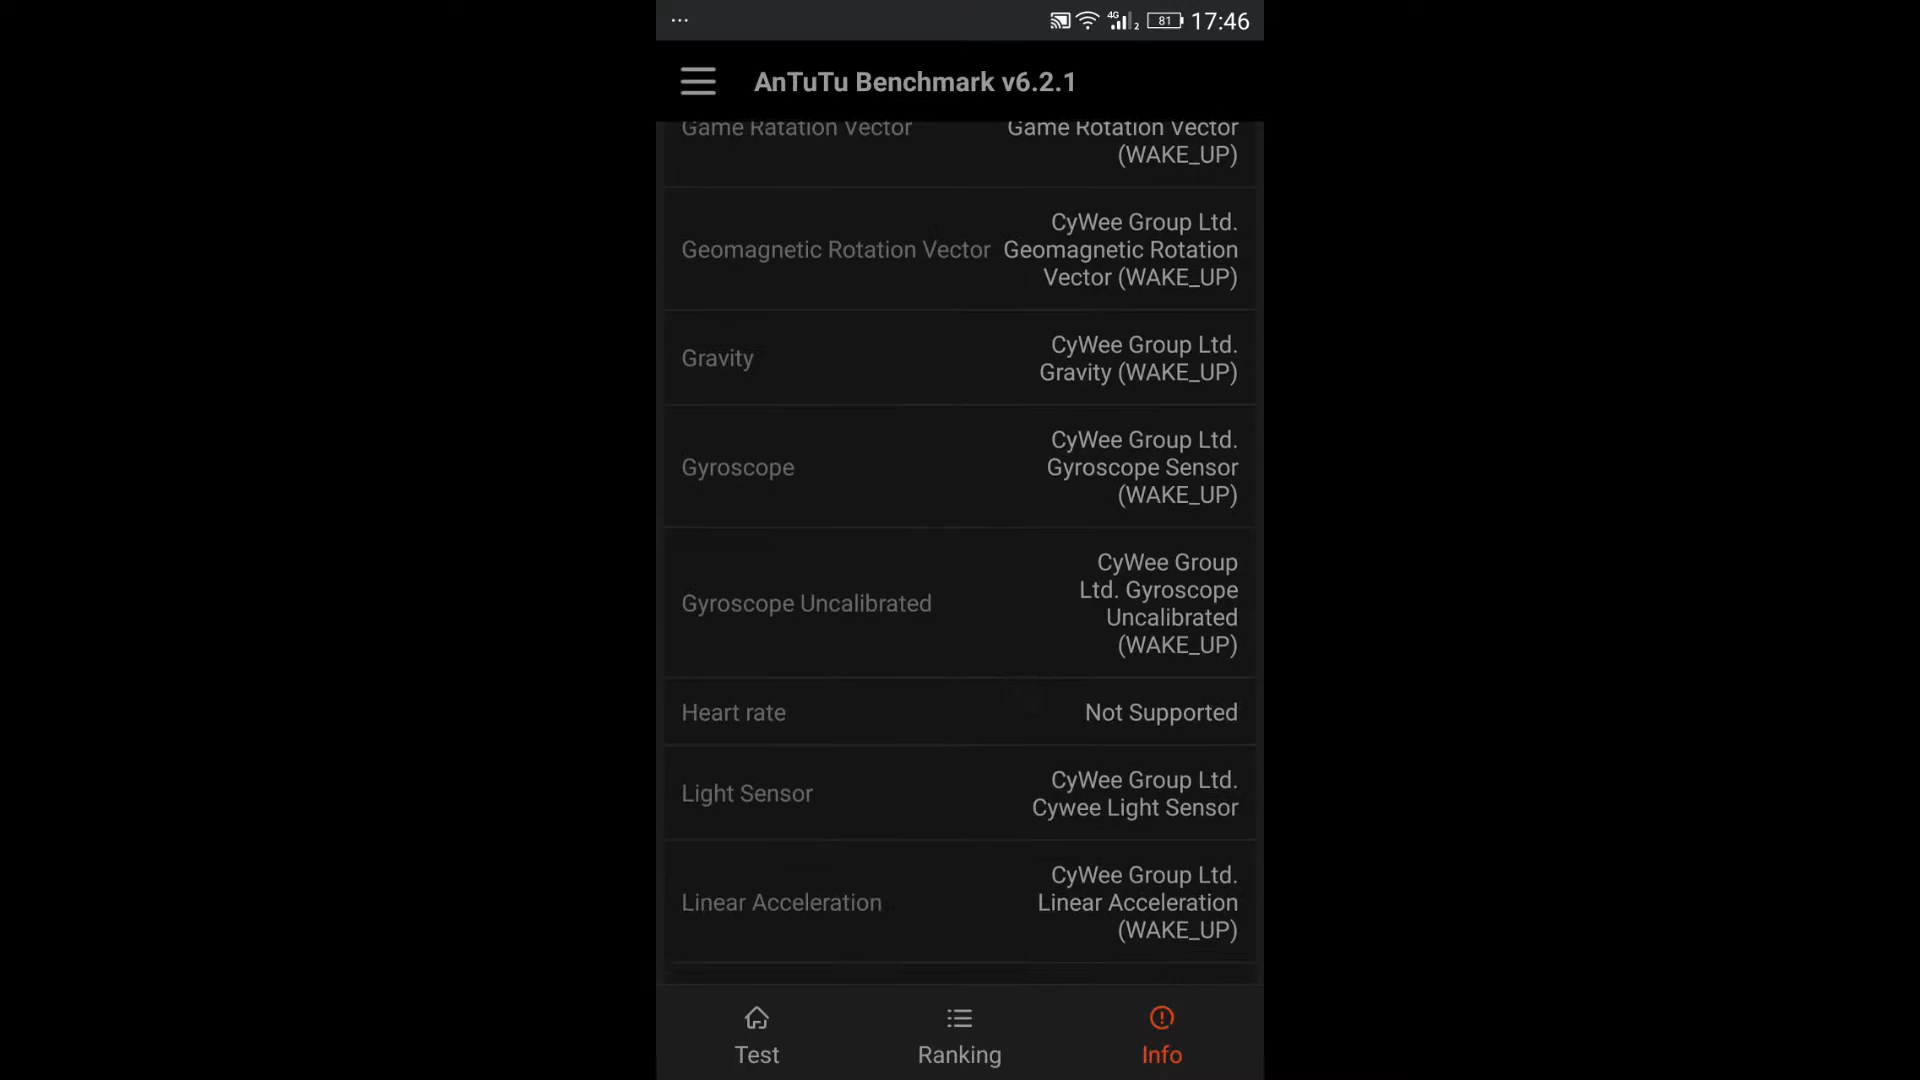 ... 4G 2 81 17:46
AnTuTu Benchmark v6.2.1
Game Ratation Vector Game Rotation Vector
(WAKE_UP)
CyWee Group Ltd.
Geomagnetic Rotation Vector Geomagnetic Rotation
Vector (WAKE_UP)
CyWee Group Ltd.
Gravity
Gravity (WAKE_UP)
CyWee Group Ltd.
Gyroscope Gyroscope Sensor
(WAKE_UP)
CyWee Group
Ltd. Gyroscope
Gyroscope Uncalibrated
Uncalibrated
(WAKE_UP)
Heart rate Not Supported
CyWee Group Ltd.
Light Sensor
Cywee Light Sensor
CyWee Group Ltd.
Linear Acceleration Linear Acceleration
(WAKE_UP)
Test Ranking Info